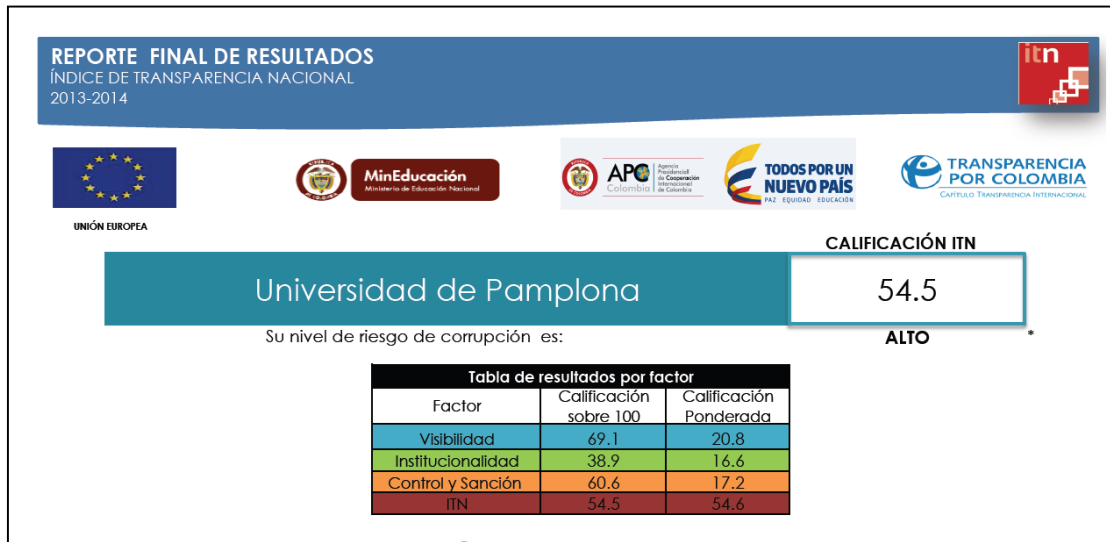 REPORTE FINAL DE RESULTADOS
ÍNDICE DE TRANSPARENCIA NACIONAL
2013-2014
itn
UNIÓN EUROPEA
MinEducación
Ministerio de Educación Nacional
APC
Colombia
Agencia
Presidencial
de Cooperación
Internacional
de Colombia
TODOS POR UN
NUEVO PAÍS
PAZ EQUIDAD EDUCACIÓN
TRANSPARENCIA
POR COLOMBIA
CAPÍTULO TRANSPARENCIA INTERNACIONAL
CALIFICACIÓN ITN
Universidad de Pamplona 54.5
Su nivel de riesgo de corrupción es: ALTO *
Tabla de resultados por factor
Factor Calificación sobre 100 Calificación Ponderada
Visibilidad 69.1 20.8
Institucionalidad 38.9 16.6
Control y Sanción 60.6 17.2
ITN 54.5 54.6